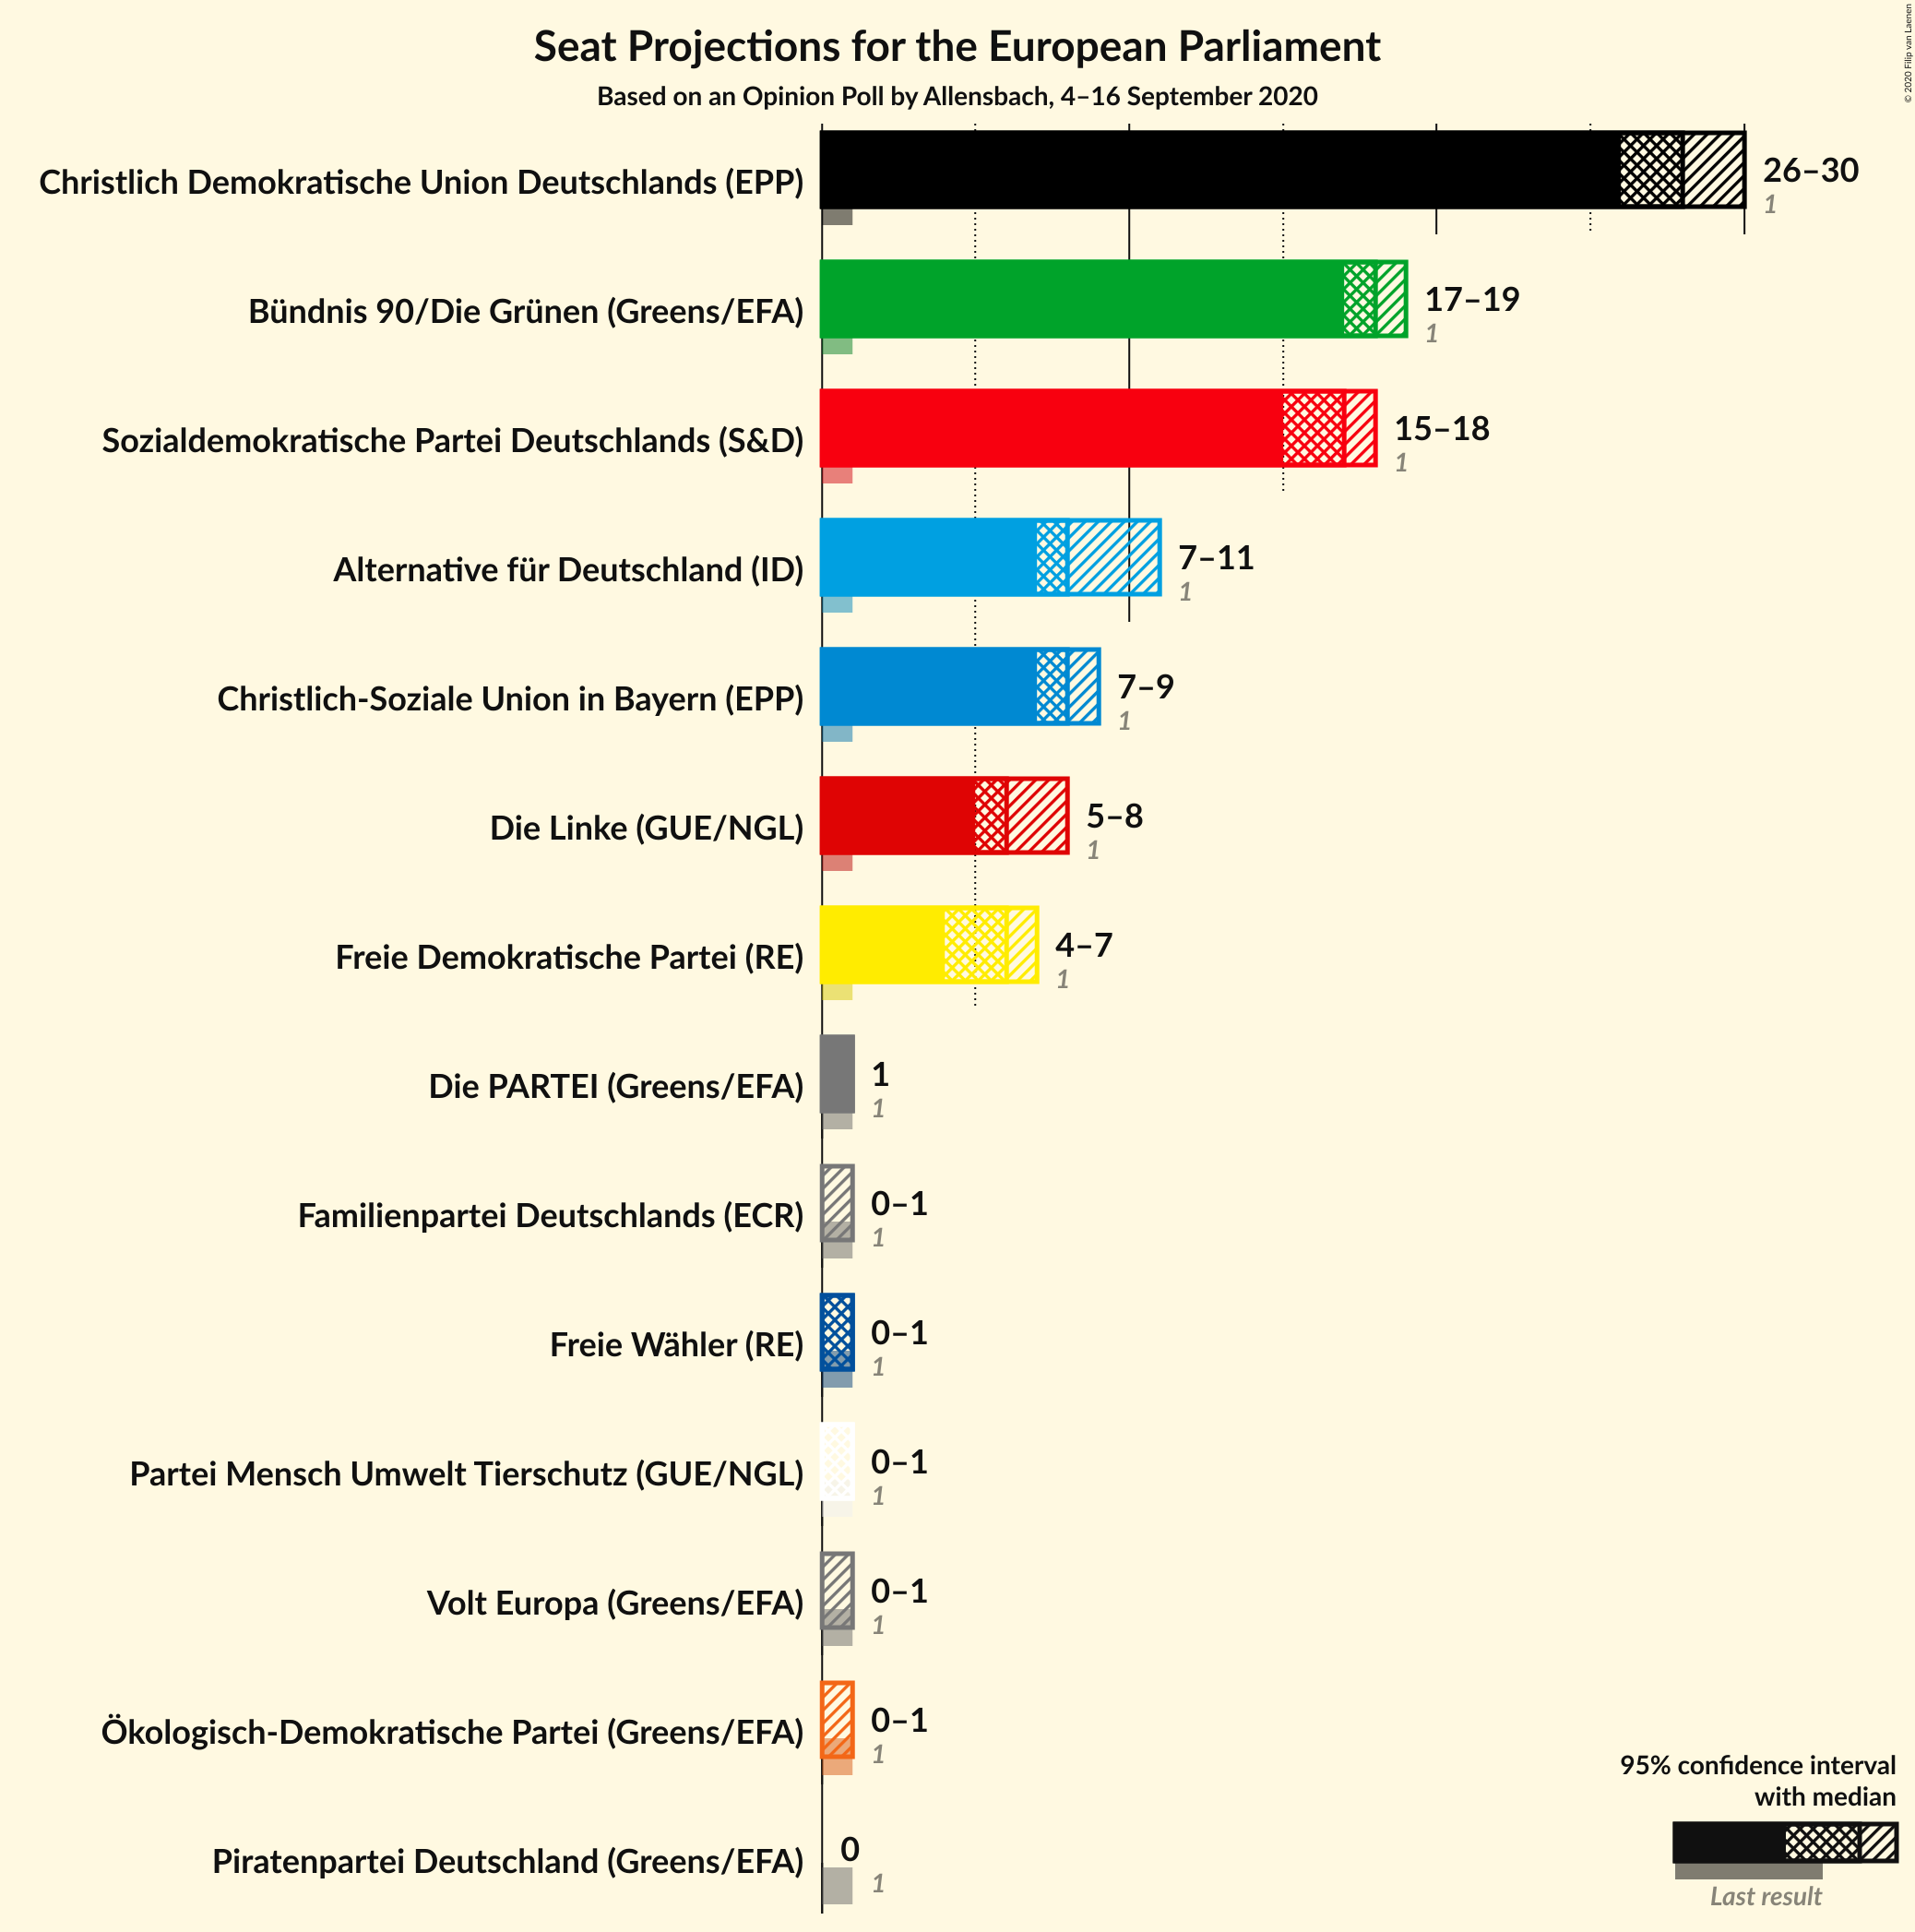 Seat Projections for the European Parliament
Based on an Opinion Poll by Allensbach, 4–16 September 2020
© 2020 Filip van Laenen
Christlich Demokratische Union Deutschlands (EPP)
26–30
1
Bündnis 90/Die Grünen (Greens/EFA)
17–19
1
Sozialdemokratische Partei Deutschlands (S&D)
15–18
1
Alternative für Deutschland (ID)
7–11
1
Christlich-Soziale Union in Bayern (EPP)
7–9
1
Die Linke (GUE/NGL)
5–8
1
Freie Demokratische Partei (RE)
4–7
1
Die PARTEI (Greens/EFA)
1
1
Familienpartei Deutschlands (ECR)
0–1
1
Freie Wähler (RE)
0–1
1
Partei Mensch Umwelt Tierschutz (GUE/NGL)
0–1
1
Volt Europa (Greens/EFA)
0–1
1
Ökologisch-Demokratische Partei (Greens/EFA)
0–1
1
Piratenpartei Deutschland (Greens/EFA)
0
1
95% confidence interval
with median
Last result